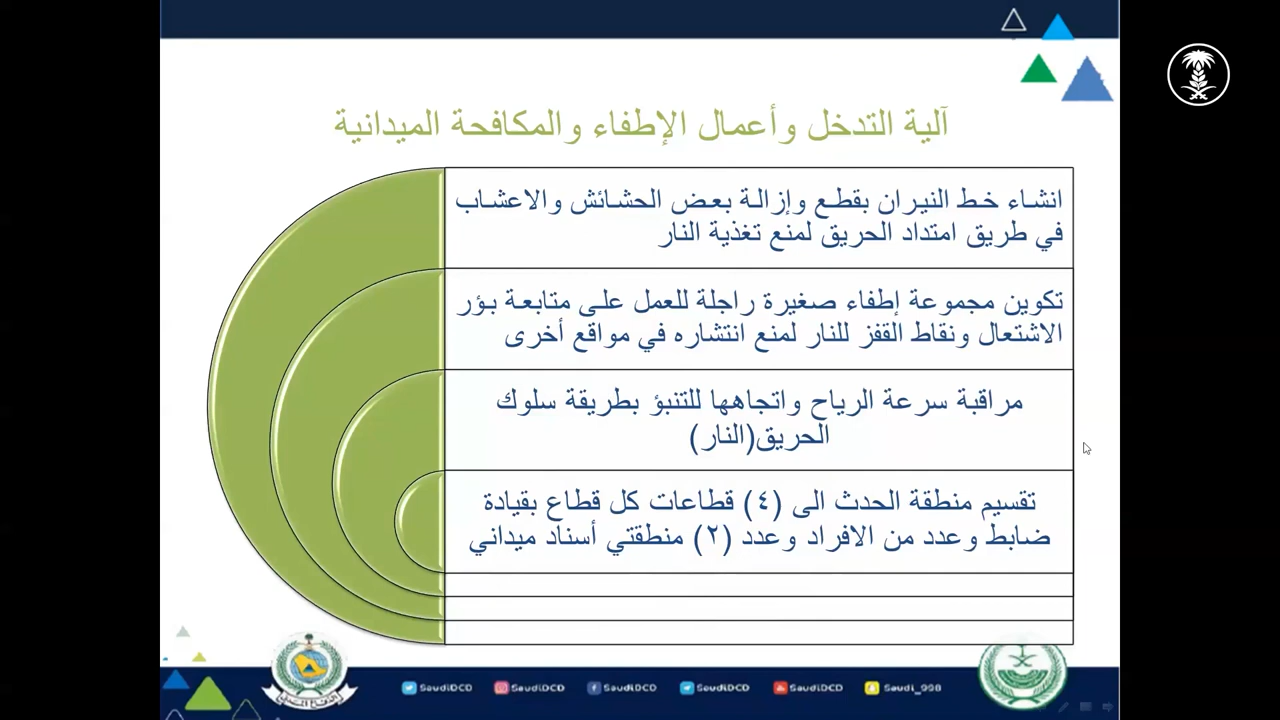 آلية التدخل وأعمال الإطفاء والمكافحة الميدانية
انشاء خط النيران بقطع وإزالة بعض الحشائش والاعشاب
في طريق امتداد الحريق لمنع تغذية النار
تكوين مجموعة إطفاء صغيرة راجلة للعمل على متابعة بؤر
الاشتعال ونقاط القفز للنار لمنع انتشاره في مواقع أخرى
مراقبة سرعة الرياح واتجاهها للتنبؤ بطريقة سلوك
الحريق(النار)
تقسيم منطقة الحدث الى (٤) قطاعات كل قطاع بقيادة
ضابط وعدد من الافراد وعدد (٢) منطقتي أسناد ميداني
SaudiDCD SaudiDCD SaudiDCD SaudiDCD SaudiDCD Saudi_998